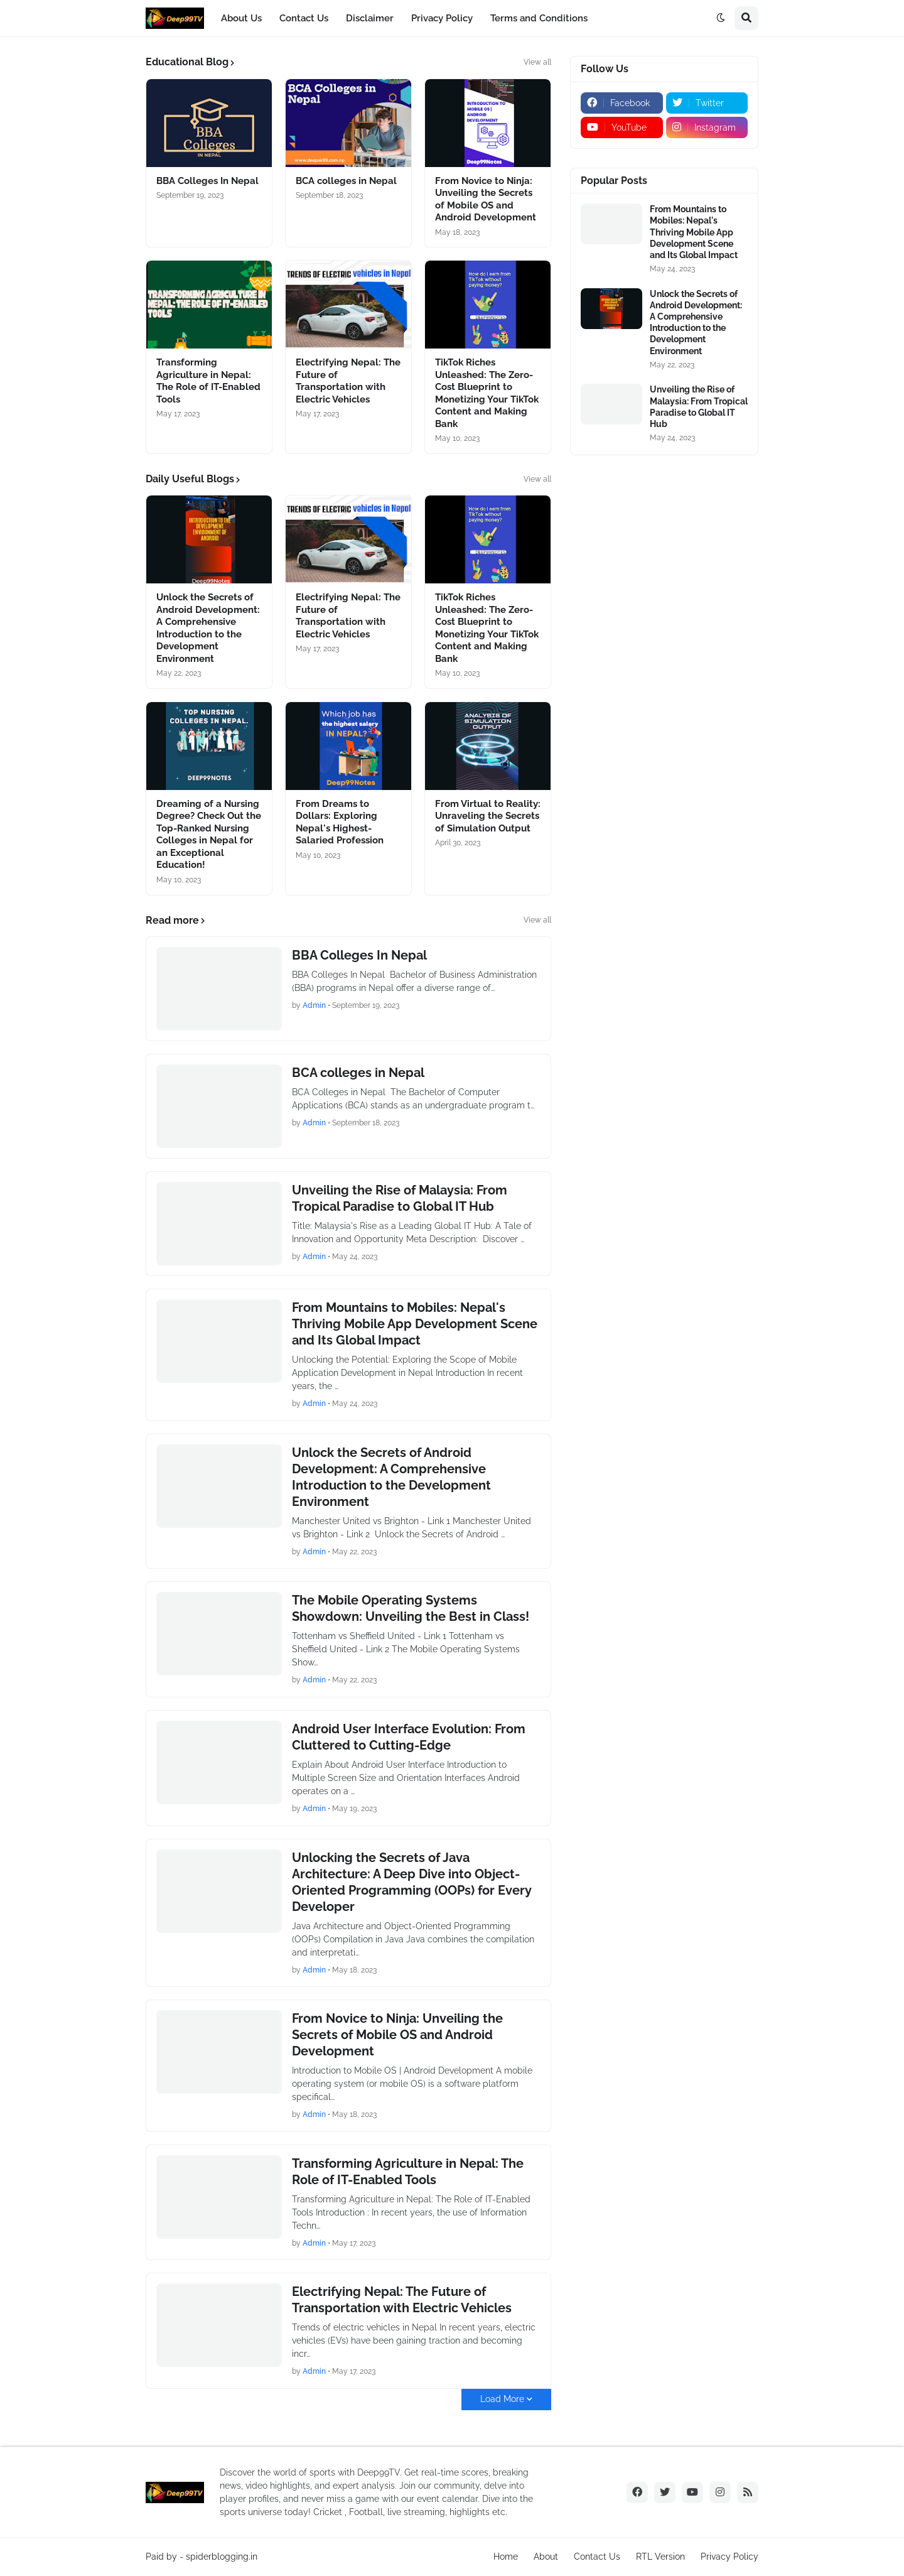 Deep99TV
About Us
Contact Us
Disclaimer
Privacy Policy
Terms and Conditions
Educational Blog
View all
BBA
Colleges
IN NEPAL
BBA Colleges In Nepal
September 19, 2023
BCA Colleges in
Nepal
BCA colleges in Nepal
September 18, 2023
INTRODUCTION TO
MOBILE OS |
ANDROID
DEVELOPMENT
Deep99Notes
From Novice to Ninja:
Unveiling the Secrets
of Mobile OS and
Android Development
May 18, 2023
TRANSFORMING AGRICULTURE IN
NEPAL: THE ROLE OF IT-ENABLED
TOOLS
Transforming
Agriculture in Nepal:
The Role of IT-Enabled
Tools
May 17, 2023
TRENDS OF ELECTRIC vehicles in Nepal
Electrifying Nepal: The
Future of
Transportation with
Electric Vehicles
May 17, 2023
How do I earn from
TikTok without
paying money?
TikTok Riches
Unleashed: The Zero-
Cost Blueprint to
Monetizing Your TikTok
Content and Making
Bank
May 10, 2023
Daily Useful Blogs
View all
INTRODUCTION TO THE
DEVELOPMENT
ENVIRONMENT OF
ANDROID
Deep99Notes
Unlock the Secrets of
Android Development:
A Comprehensive
Introduction to the
Development
Environment
May 22, 2023
TRENDS OF ELECTRIC vehicles in Nepal
Electrifying Nepal: The
Future of
Transportation with
Electric Vehicles
May 17, 2023
How do I earn from
TikTok without
paying money?
TikTok Riches
Unleashed: The Zero-
Cost Blueprint to
Monetizing Your TikTok
Content and Making
Bank
May 10, 2023
TOP NURSING
COLLEGES IN NEPAL.
DEEP99NOTES
Dreaming of a Nursing
Degree? Check Out the
Top-Ranked Nursing
Colleges in Nepal for
an Exceptional
Education!
May 10, 2023
Which job has
the highest salary
IN NEPAL?
Deep99Notes
From Dreams to
Dollars: Exploring
Nepal's Highest-
Salaried Profession
May 10, 2023
ANALYSIS OF
SIMULATION
OUTPUT
From Virtual to Reality:
Unraveling the Secrets
of Simulation Output
April 30, 2023
Read more
View all
BBA Colleges In Nepal
BBA Colleges In Nepal Bachelor of Business Administration
(BBA) programs in Nepal offer a diverse range of…
by Admin • September 19, 2023
BCA colleges in Nepal
BCA Colleges in Nepal The Bachelor of Computer
Applications (BCA) stands as an undergraduate program t…
by Admin • September 18, 2023
Unveiling the Rise of Malaysia: From
Tropical Paradise to Global IT Hub
Title: Malaysia's Rise as a Leading Global IT Hub: A Tale of
Innovation and Opportunity Meta Description: Discover …
by Admin • May 24, 2023
From Mountains to Mobiles: Nepal's
Thriving Mobile App Development Scene
and Its Global Impact
Unlocking the Potential: Exploring the Scope of Mobile
Application Development in Nepal Introduction In recent
years, the …
by Admin • May 24, 2023
Unlock the Secrets of Android
Development: A Comprehensive
Introduction to the Development
Environment
Manchester United vs Brighton - Link 1 Manchester United
vs Brighton - Link 2 Unlock the Secrets of Android …
by Admin • May 22, 2023
The Mobile Operating Systems
Showdown: Unveiling the Best in Class!
Tottenham vs Sheffield United - Link 1 Tottenham vs
Sheffield United - Link 2 The Mobile Operating Systems
Show…
by Admin • May 22, 2023
Android User Interface Evolution: From
Cluttered to Cutting-Edge
Explain About Android User Interface Introduction to
Multiple Screen Size and Orientation Interfaces Android
operates on a …
by Admin • May 19, 2023
Unlocking the Secrets of Java
Architecture: A Deep Dive into Object-
Oriented Programming (OOPs) for Every
Developer
Java Architecture and Object-Oriented Programming
(OOPs) Compilation in Java Java combines the compilation
and interpretati…
by Admin • May 18, 2023
From Novice to Ninja: Unveiling the
Secrets of Mobile OS and Android
Development
Introduction to Mobile OS | Android Development A mobile
operating system (or mobile OS) is a software platform
specifical…
by Admin • May 18, 2023
Transforming Agriculture in Nepal: The
Role of IT-Enabled Tools
Transforming Agriculture in Nepal: The Role of IT-Enabled
Tools Introduction : In recent years, the use of Information
Techn…
by Admin • May 17, 2023
Electrifying Nepal: The Future of
Transportation with Electric Vehicles
Trends of electric vehicles in Nepal In recent years, electric
vehicles (EVs) have been gaining traction and becoming
incr…
by Admin • May 17, 2023
Load More
Follow Us
Facebook
Twitter
YouTube
Instagram
Popular Posts
From Mountains to
Mobiles: Nepal's
Thriving Mobile App
Development Scene
and Its Global Impact
May 24, 2023
Unlock the Secrets of
Android Development:
A Comprehensive
Introduction to the
Development
Environment
May 22, 2023
Unveiling the Rise of
Malaysia: From Tropical
Paradise to Global IT
Hub
May 24, 2023
Deep99TV
Discover the world of sports with Deep99TV. Get real-time scores, breaking
news, video highlights, and expert analysis. Join our community, delve into
player profiles, and never miss a game with our event calendar. Dive into the
sports universe today! Cricket , Football, live streaming, highlights etc.
Paid by - spiderblogging.in
Home
About
Contact Us
RTL Version
Privacy Policy